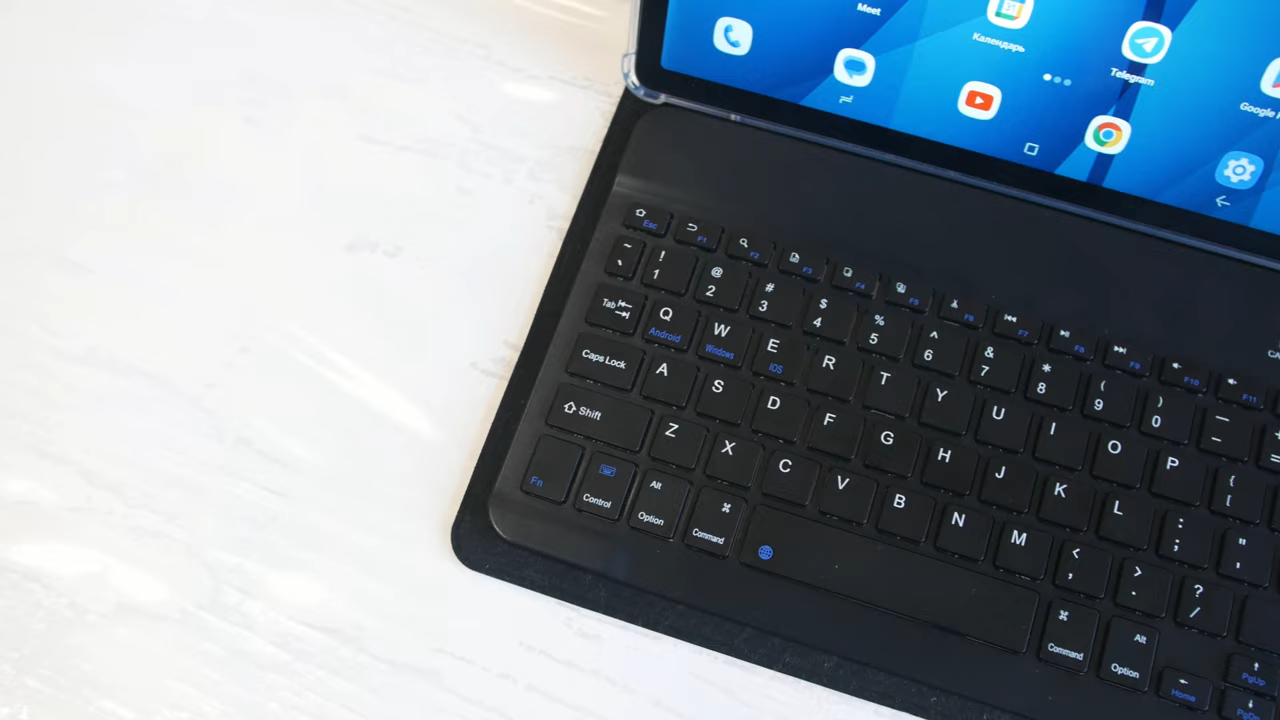 Meet
31
Календарь
Telegram
Google
Esc F1 F2 F3 F4 F5 F6 F7 F8 F9 F10 F11
~ ` ! 1 @ 2 # 3 $ 4 % 5 ^ 6 & 7 * 8 ( 9 ) 0 — –
Tab Q Android W Windows E IOS R T Y U I O P { [
Caps Lock A S D F G H J K L : ; " '
Shift Z X C V B N M < , > . ? /
Fn Control Alt Option ⌘ Command ⌘ Command Alt Option Home PgUp